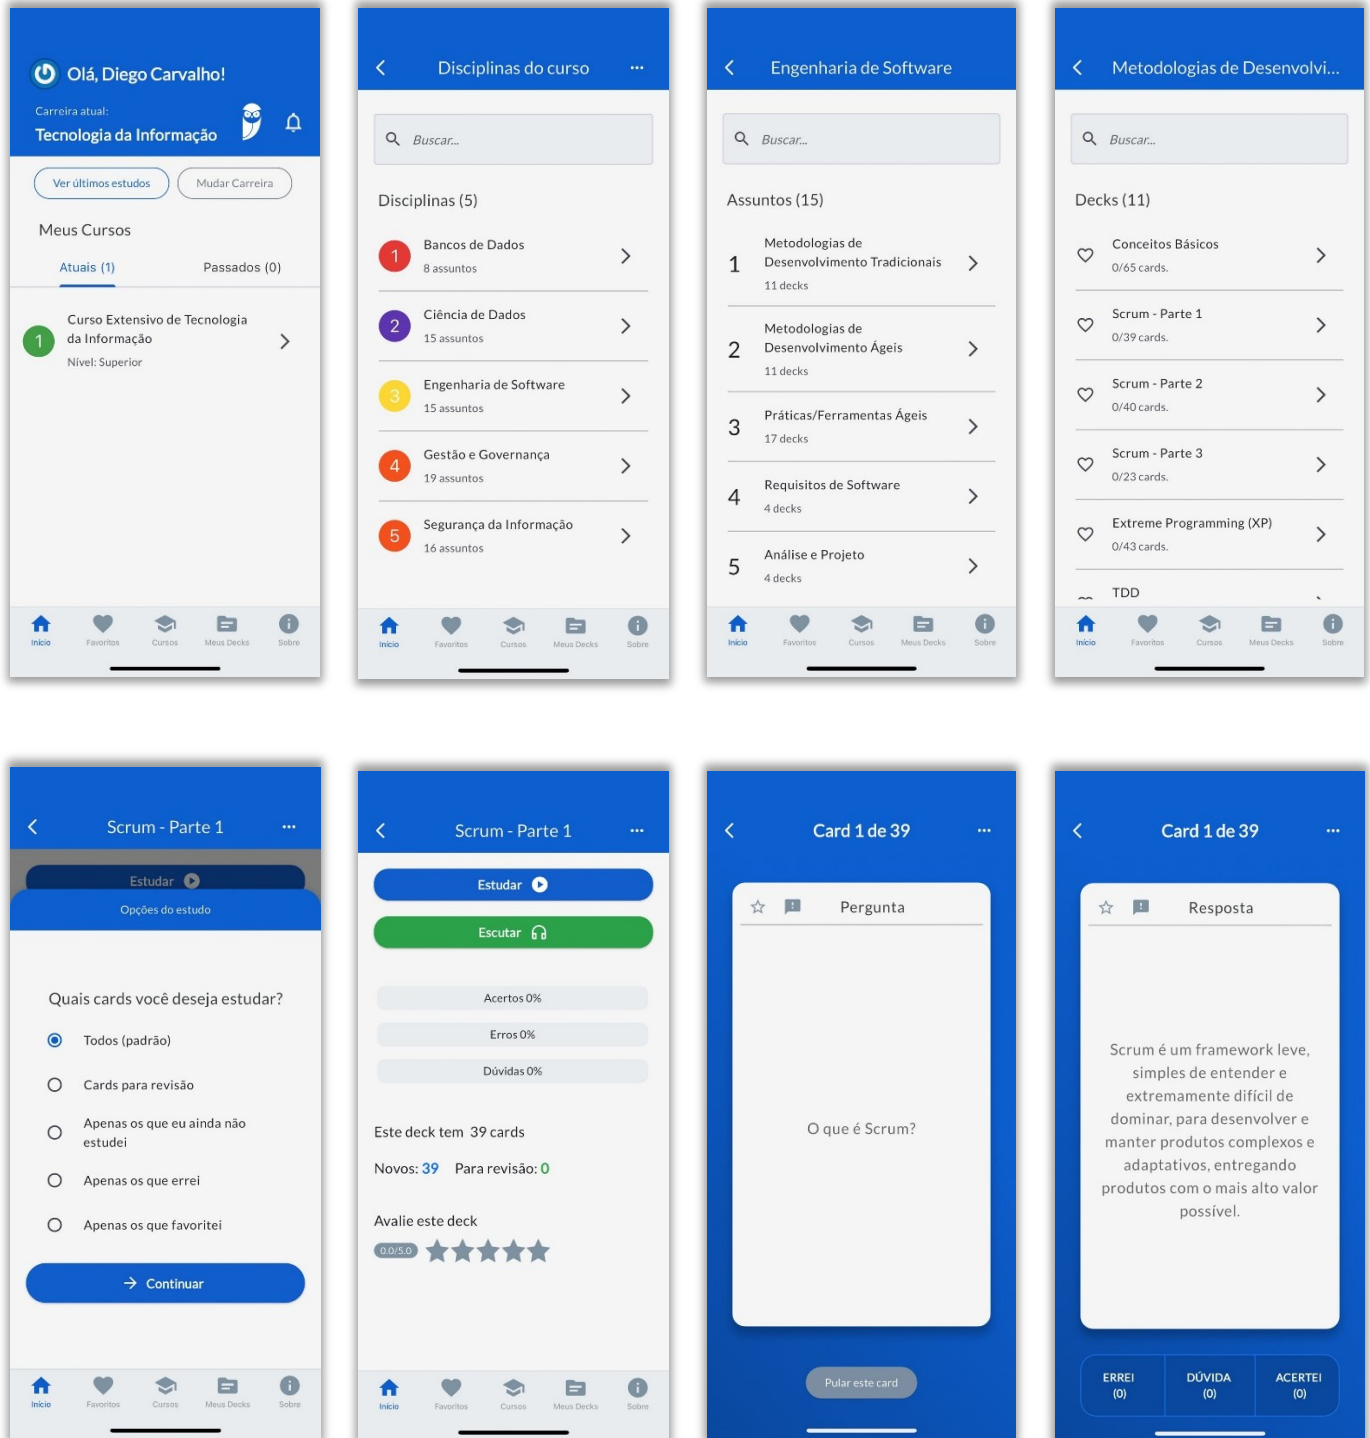 Olá, Diego Carvalho!
Carreira atual:
Tecnologia da Informação
Ver últimos estudos
Mudar Carreira
Meus Cursos
Atuais (1)
Passados (0)
1
Curso Extensivo de Tecnologia
da Informação
Nível: Superior
Início
Favoritos
Cursos
Meus Decks
Sobre
Disciplinas do curso
Buscar...
Disciplinas (5)
1
Bancos de Dados
8 assuntos
2
Ciência de Dados
15 assuntos
3
Engenharia de Software
15 assuntos
4
Gestão e Governança
19 assuntos
5
Segurança da Informação
16 assuntos
Início
Favoritos
Cursos
Meus Decks
Sobre
Engenharia de Software
Buscar...
Assuntos (15)
1
Metodologias de
Desenvolvimento Tradicionais
11 decks
2
Metodologias de
Desenvolvimento Ágeis
11 decks
3
Práticas/Ferramentas Ágeis
17 decks
4
Requisitos de Software
4 decks
5
Análise e Projeto
4 decks
Início
Favoritos
Cursos
Meus Decks
Sobre
Metodologias de Desenvolvi...
Buscar...
Decks (11)
Conceitos Básicos
0/65 cards.
Scrum - Parte 1
0/39 cards.
Scrum - Parte 2
0/40 cards.
Scrum - Parte 3
0/23 cards.
Extreme Programming (XP)
0/43 cards.
TDD
Início
Favoritos
Cursos
Meus Decks
Sobre
Scrum - Parte 1
Estudar
Opções do estudo
Quais cards você deseja estudar?
Todos (padrão)
Cards para revisão
Apenas os que eu ainda não
estudei
Apenas os que errei
Apenas os que favoritei
Continuar
Início
Favoritos
Cursos
Meus Decks
Sobre
Scrum - Parte 1
Estudar
Escutar
Acertos 0%
Erros 0%
Dúvidas 0%
Este deck tem 39 cards
Novos: 39 Para revisão: 0
Avalie este deck
0.0/5.0
Início
Favoritos
Cursos
Meus Decks
Sobre
Card 1 de 39
Pergunta
O que é Scrum?
Pular este card
Card 1 de 39
Resposta
Scrum é um framework leve,
simples de entender e
extremamente difícil de
dominar, para desenvolver e
manter produtos complexos e
adaptativos, entregando
produtos com o mais alto valor
possível.
ERREI
(0)
DÚVIDA
(0)
ACERTEI
(0)